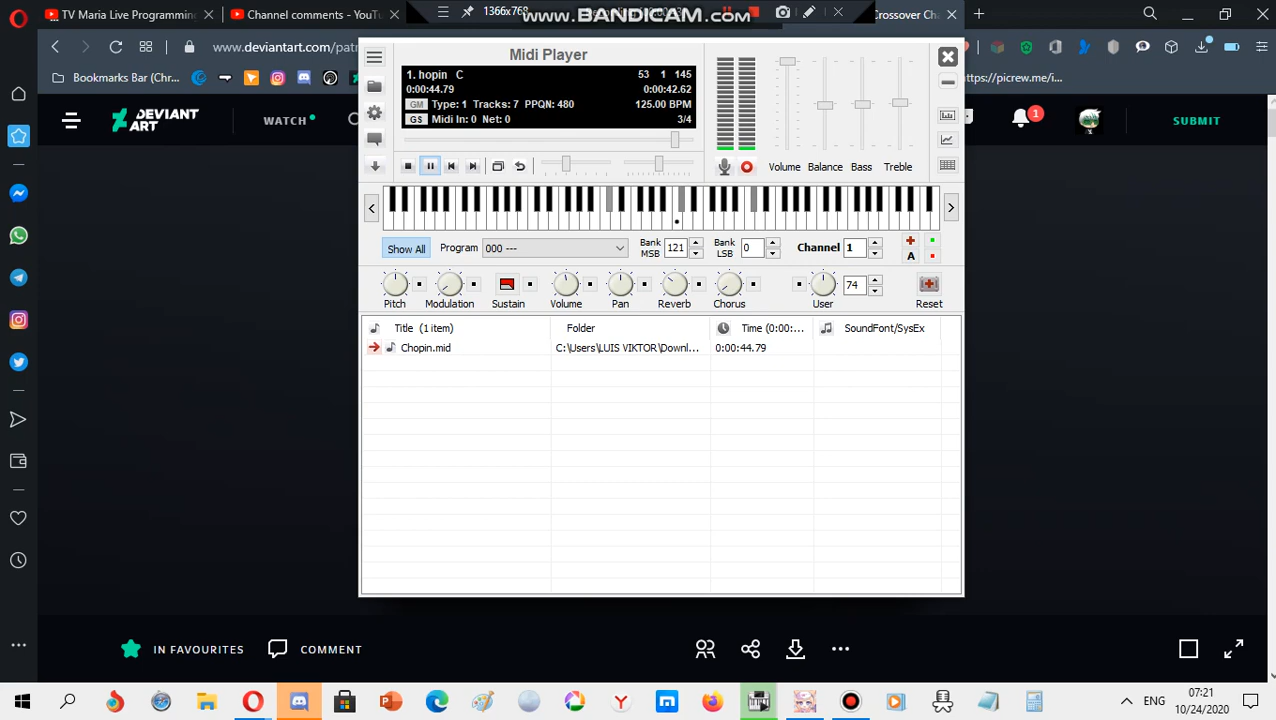 TV Maria Live Programming
Channel comments - YouTu
1366x768
www.BANDICAM.com
Crossover Cha
www.deviantart.com/patr
Bookmarks Bar (Chr...
https://picrew.me/i...
DEVIANT ART
WATCH
SUBMIT
Midi Player
1. hopin C
53 1 145
0:00:44.79
0:00:42.62
GM Type: 1 Tracks: 7 PPQN: 480
125.00 BPM
GS Midi In: 0 Net: 0
3/4
Volume Balance Bass Treble
Show All
Program 000 ---
Bank MSB 121
Bank LSB 0
Channel 1
A
Pitch Modulation Sustain Volume Pan Reverb Chorus
User 74
Reset
Title (1 item) Folder Time (0:00:... SoundFont/SysEx
Chopin.mid C:\Users\LUIS VIKTOR\Downl... 0:00:44.79
IN FAVOURITES
COMMENT
ENG
07:21
10/24/2020